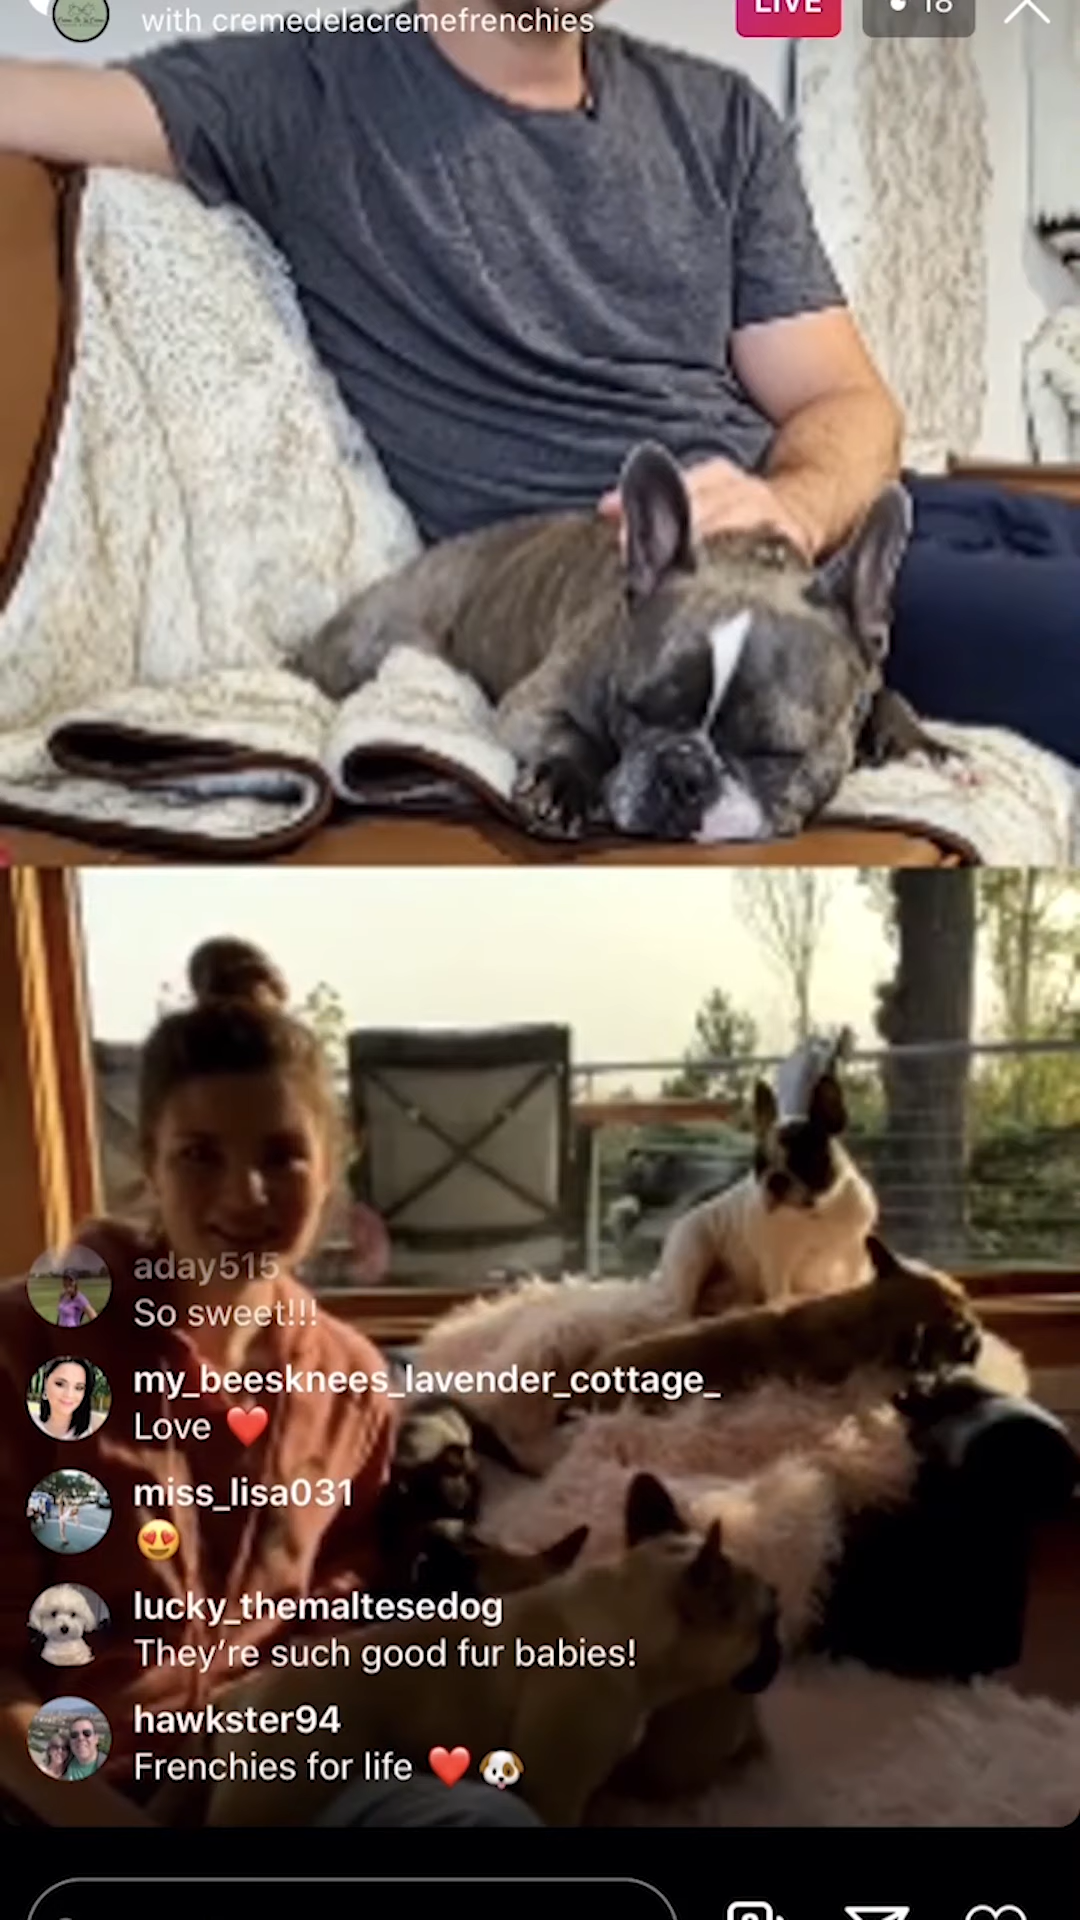 with cremedelacremefrenchies
LIVE
18
aday515
So sweet!!!
my_beesknees_lavender_cottage_
Love ❤️
miss_lisa031
😍
lucky_themaltesedog
They're such good fur babies!
hawkster94
Frenchies for life ❤️🐶